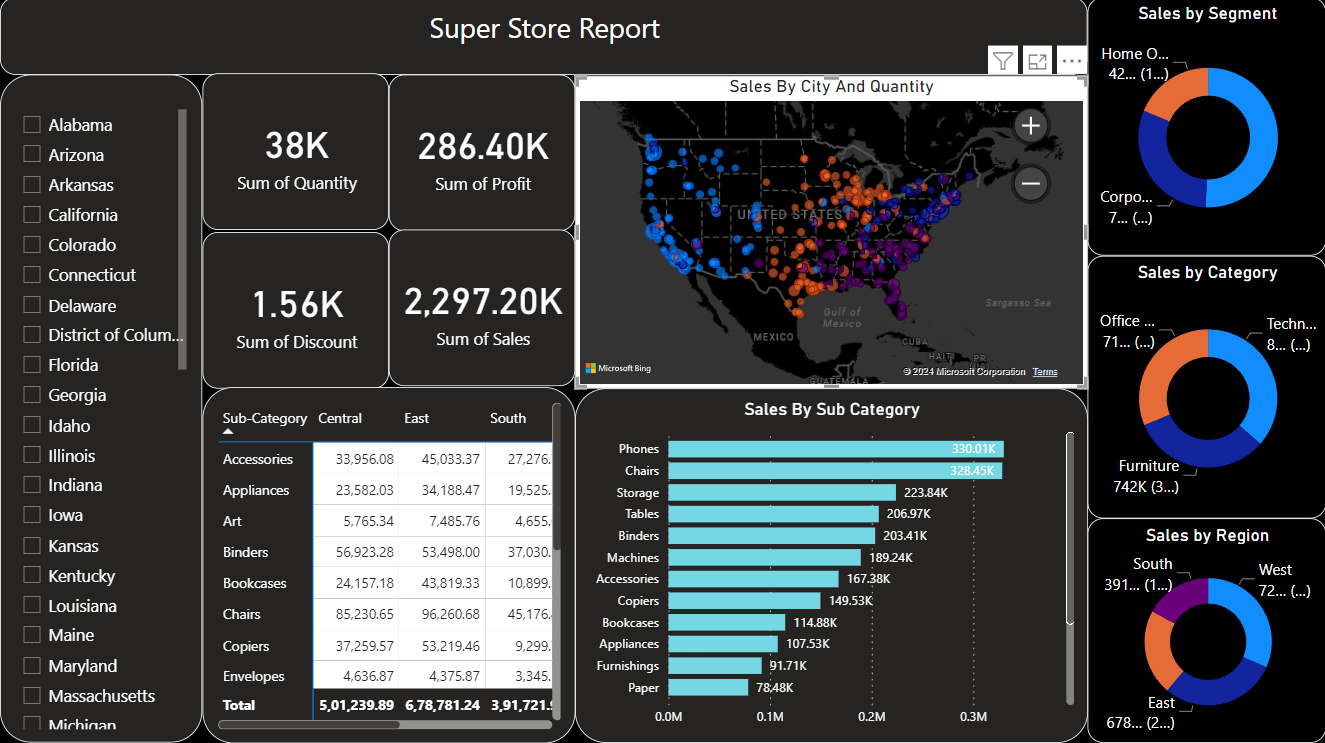 Super Store Report
Alabama
Arizona
Arkansas
California
Colorado
Connecticut
Delaware
District of Colum...
Florida
Georgia
Idaho
Illinois
Indiana
Iowa
Kansas
Kentucky
Louisiana
Maine
Maryland
Massachusetts
Michigan
38K
Sum of Quantity
286.40K
Sum of Profit
1.56K
Sum of Discount
2,297.20K
Sum of Sales
Sales By City And Quantity
UNITED STATES
MEXICO
Gulf of
Mexico
Sargasso Sea
CUBA
HAITI
PR
GUATEMALA
Microsoft Bing
© 2024 Microsoft Corporation Terms
Sub-Category Central East South
Accessories 33,956.08 45,033.37 27,276.
Appliances 23,582.03 34,188.47 19,525.
Art 5,765.34 7,485.76 4,655.
Binders 56,923.28 53,498.00 37,030.
Bookcases 24,157.18 43,819.33 10,899.
Chairs 85,230.65 96,260.68 45,176.
Copiers 37,259.57 53,219.46 9,299.
Envelopes 4,636.87 4,375.87 3,345.
Total 5,01,239.89 6,78,781.24 3,91,721.9
Sales By Sub Category
Phones 330.01K
Chairs 328.45K
Storage 223.84K
Tables 206.97K
Binders 203.41K
Machines 189.24K
Accessories 167.38K
Copiers 149.53K
Bookcases 114.88K
Appliances 107.53K
Furnishings 91.71K
Paper 78.48K
0.0M 0.1M 0.2M 0.3M
Sales by Segment
Home O...
42... (1...)
Corpo...
7... (...)
Sales by Category
Office ...
71... (...)
Techn...
8... (...)
Furniture
742K (3...)
Sales by Region
South
391... (1...)
West
72... (...)
East
678... (2...)